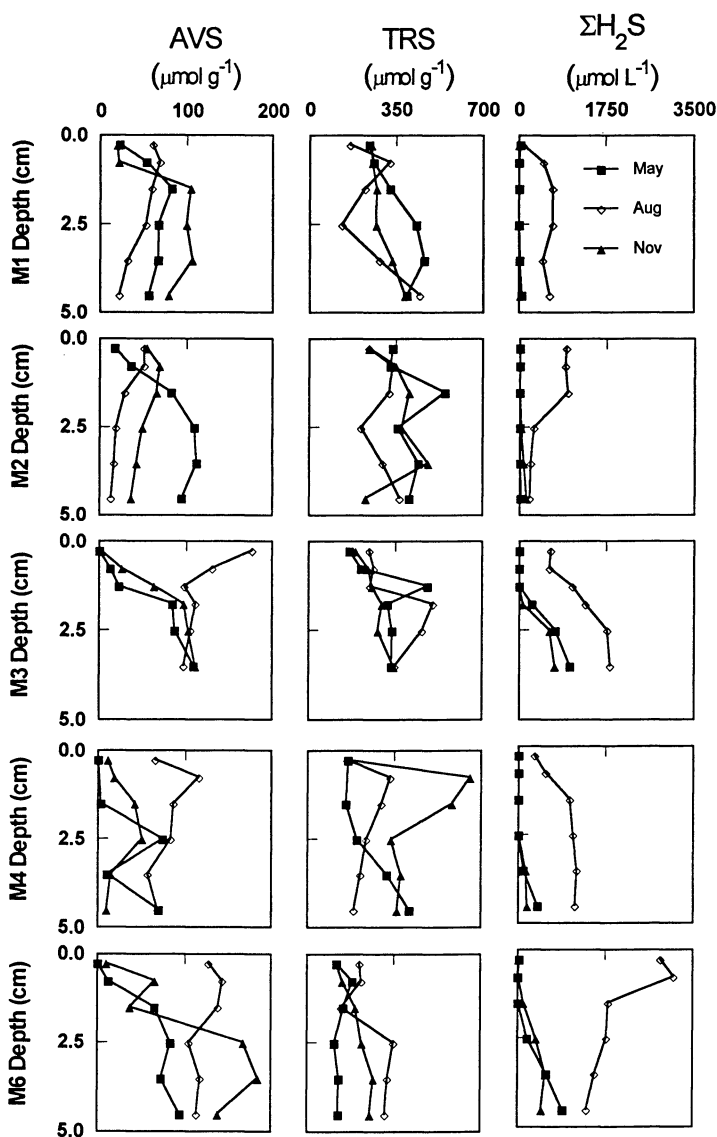 AVS TRS ΣH₂S
(μmol g⁻¹) (μmol g⁻¹) (μmol L⁻¹)
0 100 200 0 350 700 0 1750 3500
M1 Depth (cm)
0.0
2.5
5.0
May
Aug
Nov
M2 Depth (cm)
0.0
2.5
5.0
M3 Depth (cm)
0.0
2.5
5.0
M4 Depth (cm)
0.0
2.5
5.0
M6 Depth (cm)
0.0
2.5
5.0